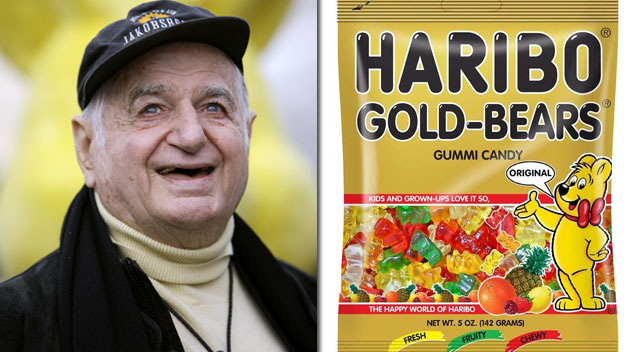 JAKOBSBE
HARIBO®
GOLD-BEARS®
GUMMI CANDY
ORIGINAL
KIDS AND GROWN-UPS LOVE IT SO,
THE HAPPY WORLD OF HARIBO
NET WT. 5 OZ. (142 GRAMS)
FRESH FRUITY CHEWY